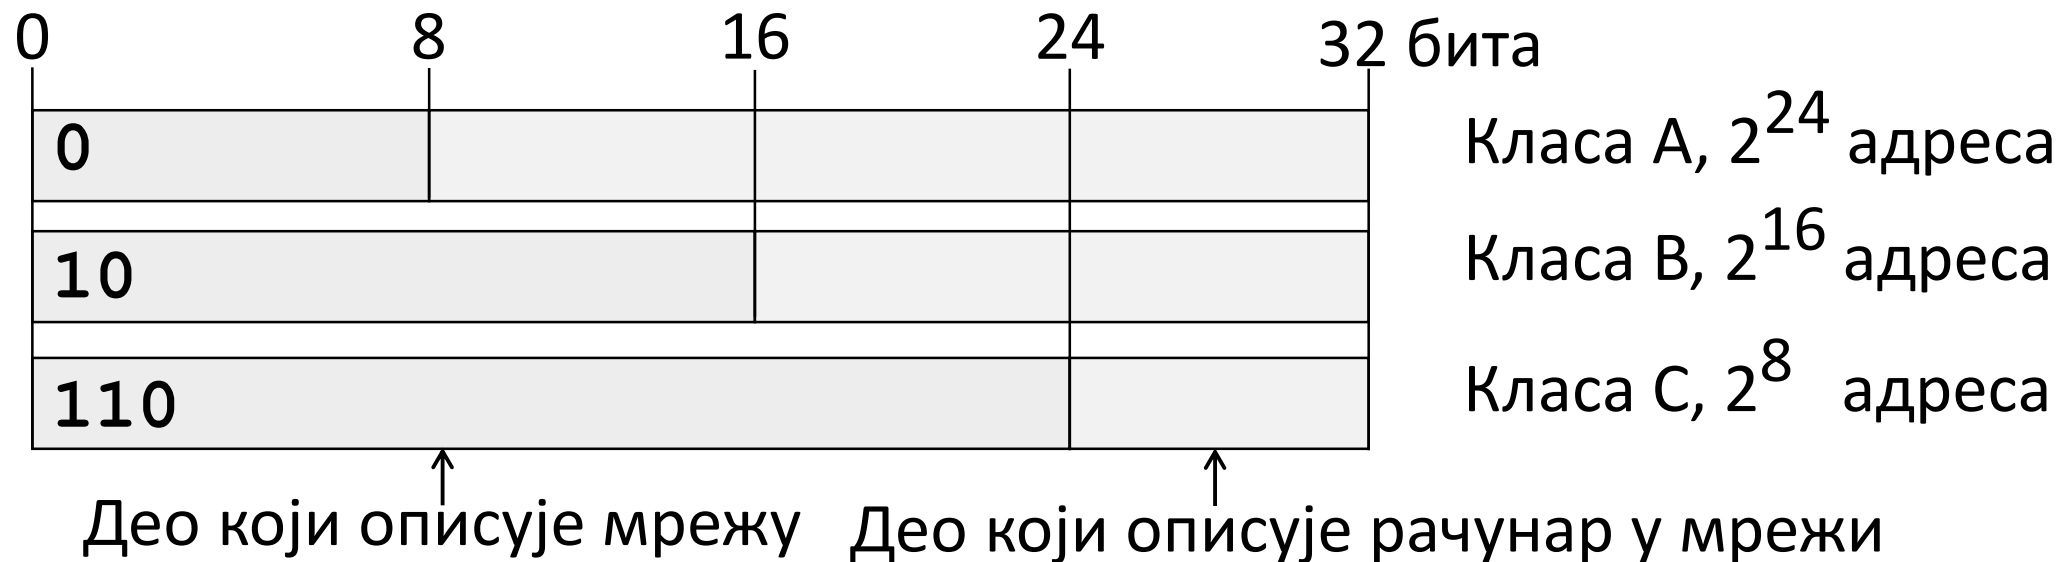 0 8 16 24 32 бита
0 Класа А, 2^24 адреса
10 Класа B, 2^16 адреса
110 Класа C, 2^8 адреса
Део који описује мрежу Део који описује рачунар у мрежи